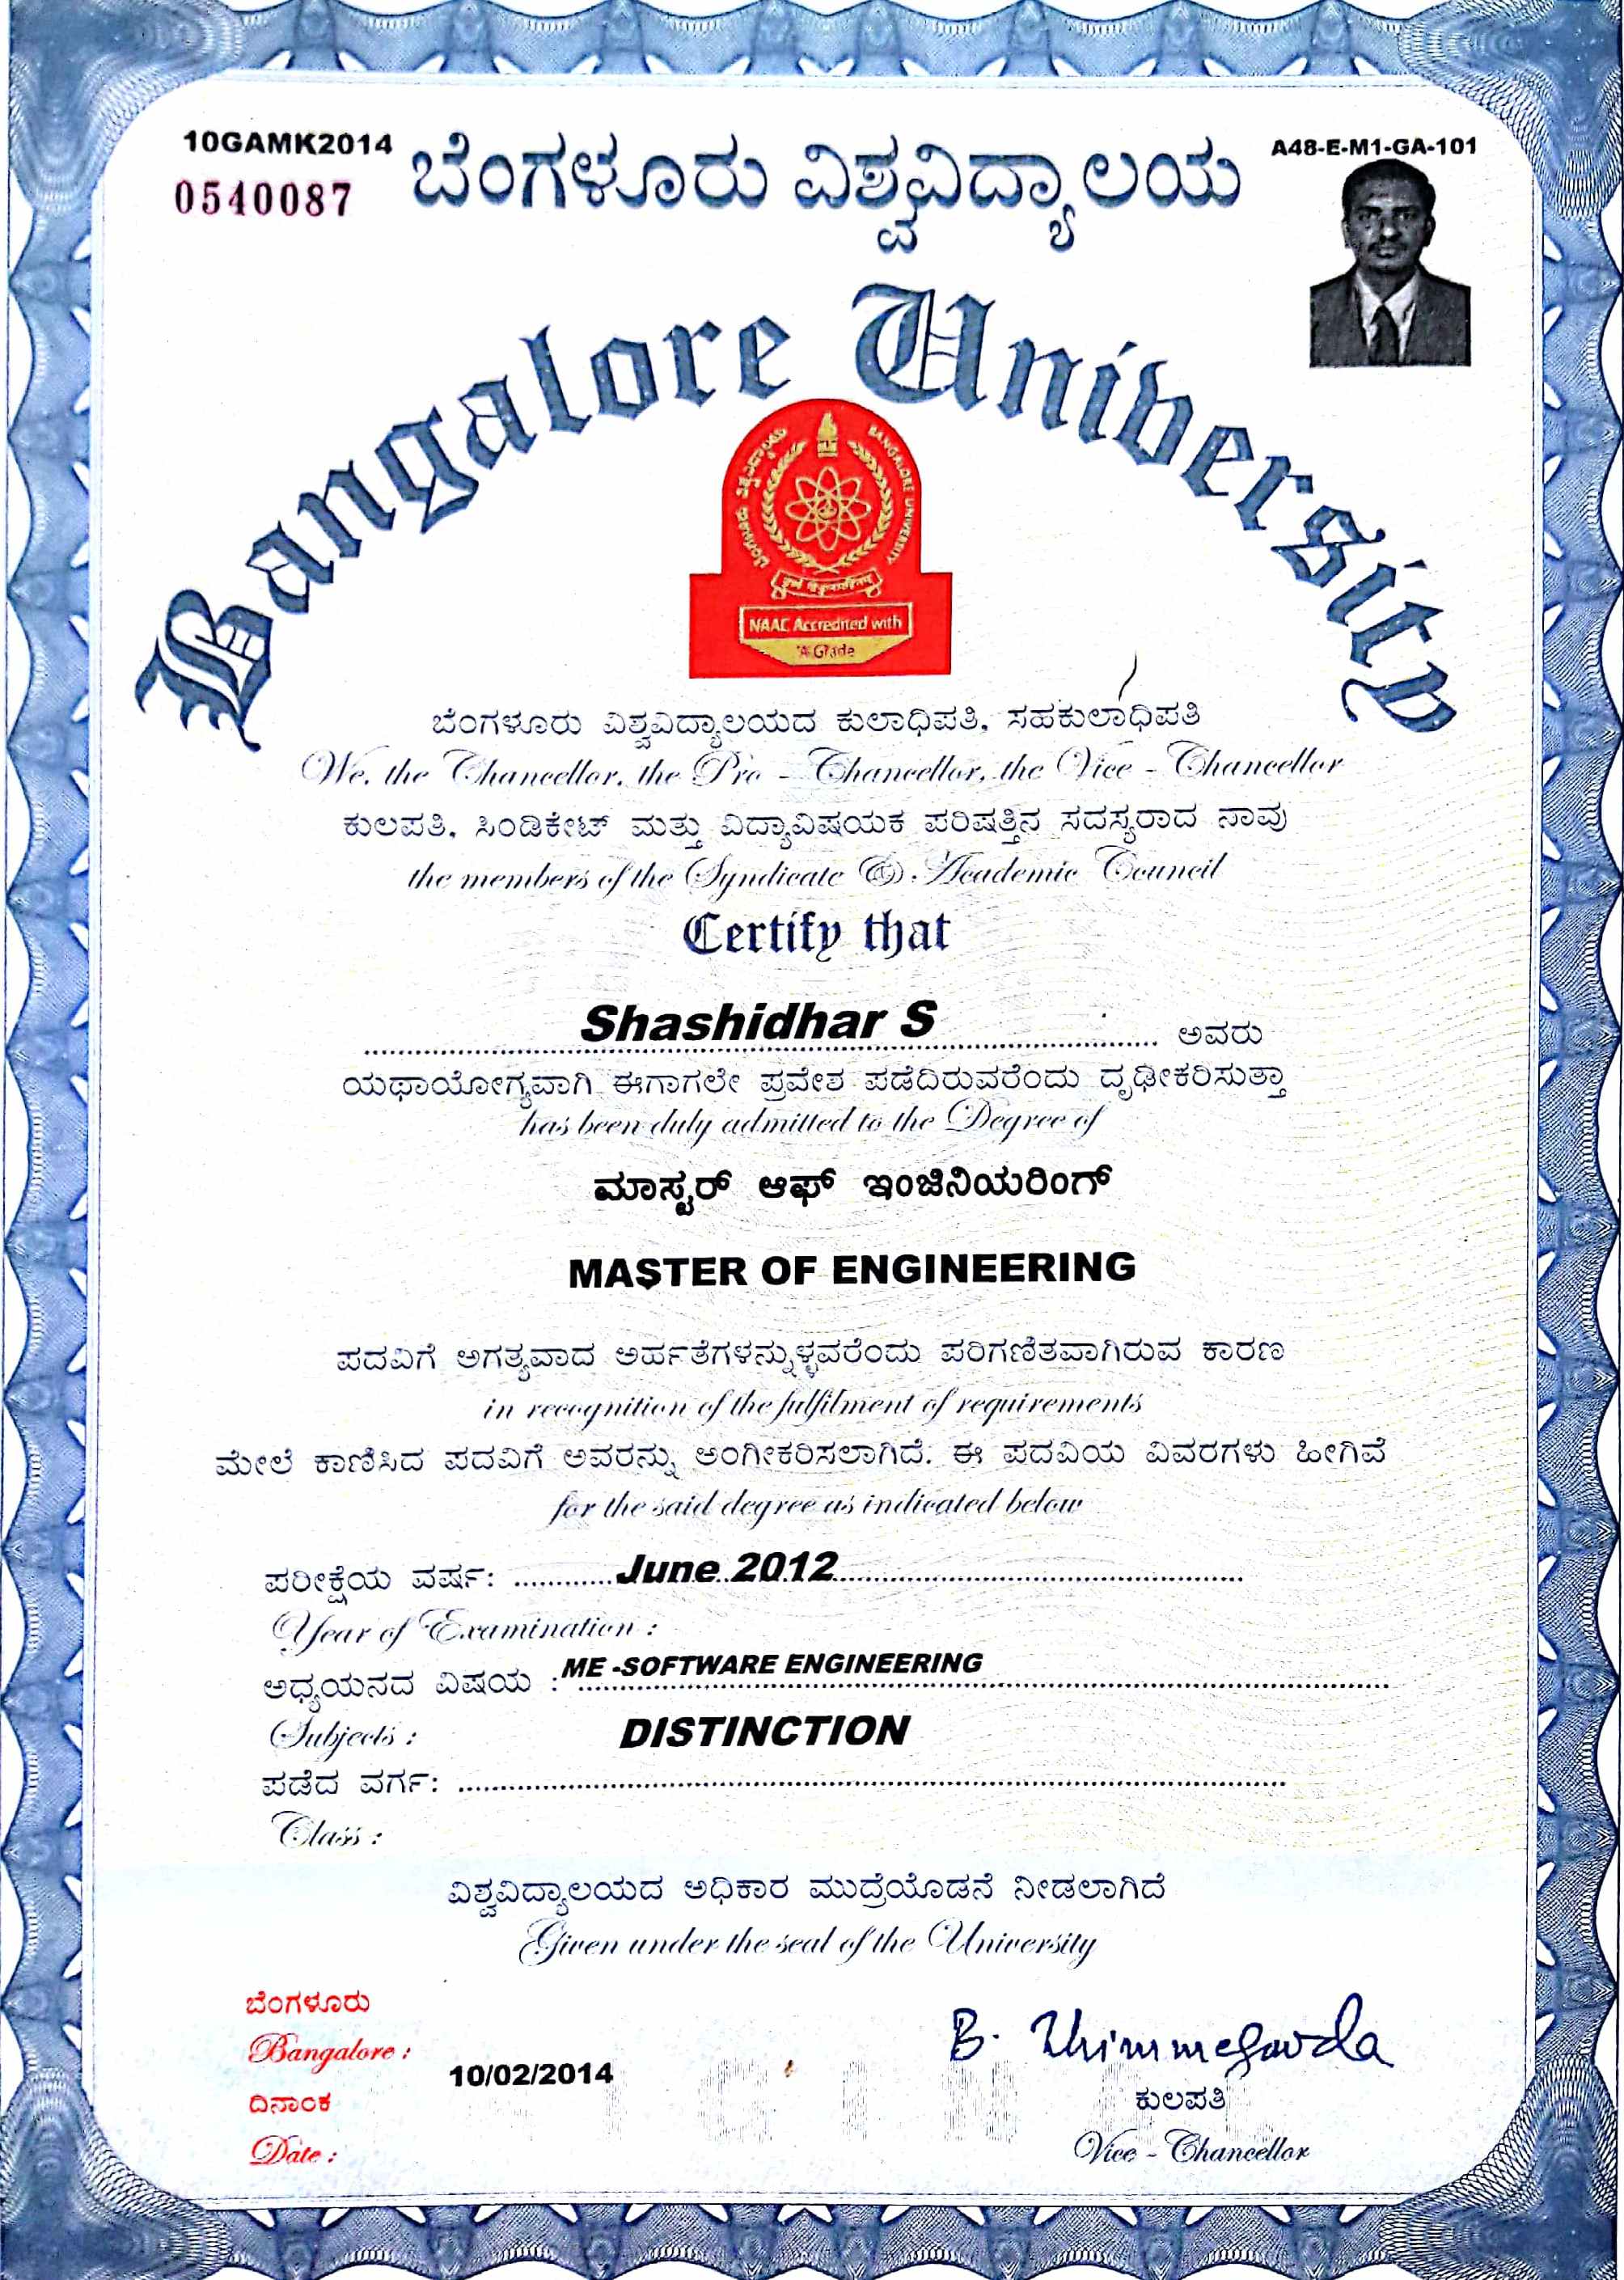 10GAMK2014
0540087
ಬೆಂಗಳೂರು ವಿಶ್ವವಿದ್ಯಾಲಯ
A48-E-M1-GA-101
Bangalore University
BANGALORE UNIVERSITY
NAAC Accredited with
'A' Grade
ಬೆಂಗಳೂರು ವಿಶ್ವವಿದ್ಯಾಲಯದ ಕುಲಾಧಿಪತಿ, ಸಹಕುಲಾಧಿಪತಿ
We, the Chancellor, the Pro - Chancellor, the Vice - Chancellor
ಕುಲಪತಿ, ಸಿಂಡಿಕೇಟ್ ಮತ್ತು ವಿದ್ಯಾವಿಷಯಕ ಪರಿಷತ್ತಿನ ಸದಸ್ಯರಾದ ನಾವು
the members of the Syndicate & Academic Council
Certify that
Shashidhar S ಅವರು
ಯಥಾಯೋಗ್ಯವಾಗಿ ಈಗಾಗಲೇ ಪ್ರವೇಶ ಪಡೆದಿರುವರೆಂದು ದೃಢೀಕರಿಸುತ್ತಾ
has been duly admitted to the Degree of
ಮಾಸ್ಟರ್ ಆಫ್ ಇಂಜಿನಿಯರಿಂಗ್
MASTER OF ENGINEERING
ಪದವಿಗೆ ಅಗತ್ಯವಾದ ಅರ್ಹತೆಗಳನ್ನುಳ್ಳವರೆಂದು ಪರಿಗಣಿತವಾಗಿರುವ ಕಾರಣ
in recognition of the fulfilment of requirements
ಮೇಲೆ ಕಾಣಿಸಿದ ಪದವಿಗೆ ಅವರನ್ನು ಅಂಗೀಕರಿಸಲಾಗಿದೆ. ಈ ಪದವಿಯ ವಿವರಗಳು ಹೀಗಿವೆ
for the said degree as indicated below
ಪರೀಕ್ಷೆಯ ವರ್ಷ: June 2012
Year of Examination :
ಅಧ್ಯಯನದ ವಿಷಯ : ME -SOFTWARE ENGINEERING
Subjects :
DISTINCTION
ಪಡೆದ ವರ್ಗ:
Class :
ವಿಶ್ವವಿದ್ಯಾಲಯದ ಅಧಿಕಾರ ಮುದ್ರೆಯೊಡನೆ ನೀಡಲಾಗಿದೆ
Given under the seal of the University
ಬೆಂಗಳೂರು
Bangalore :
10/02/2014
ದಿನಾಂಕ
Date :
B. Thimmegowda
ಕುಲಪತಿ
Vice - Chancellor